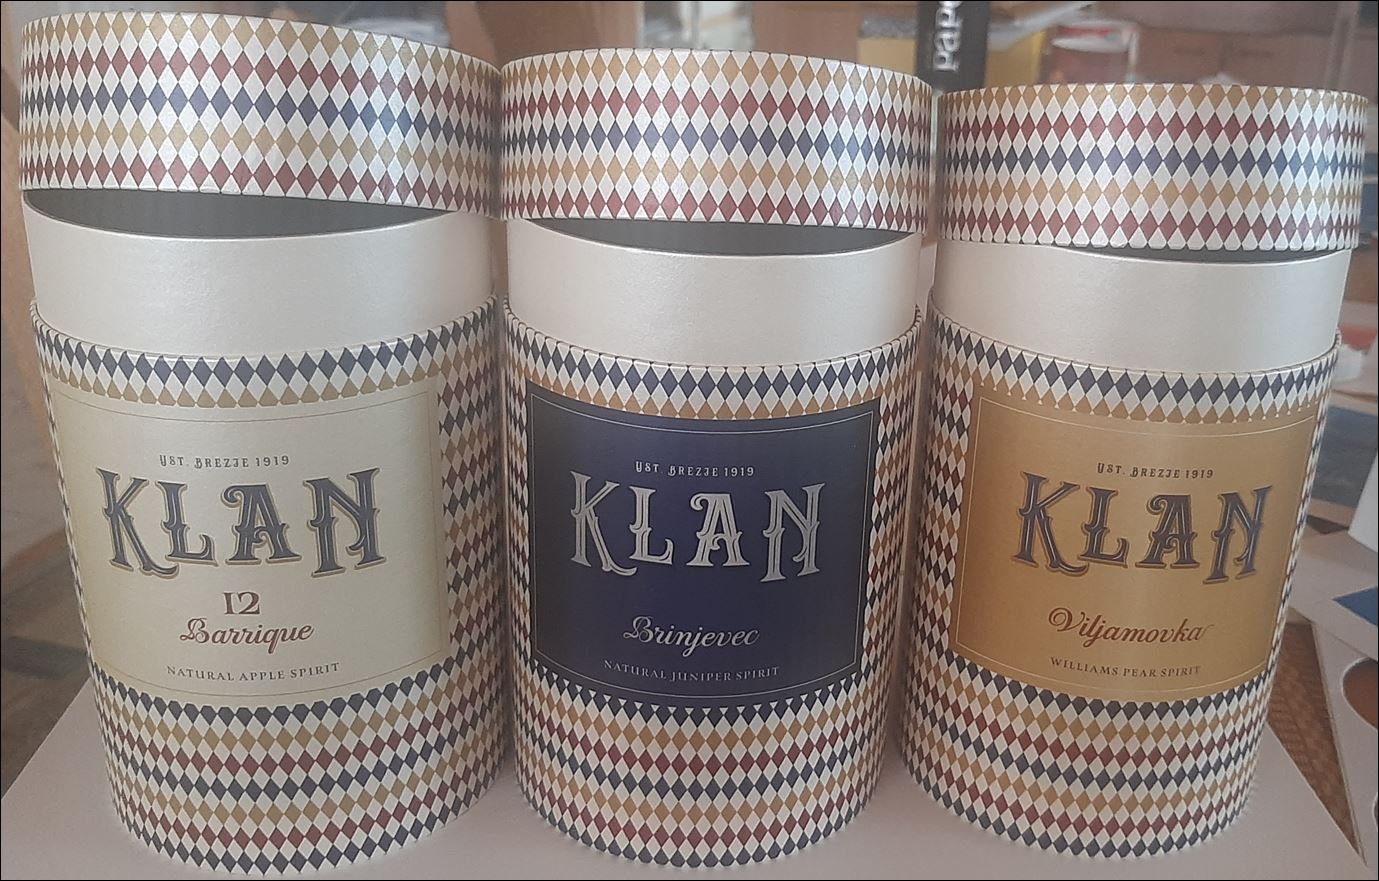 pape
UST. BREZJE 1919
KLAN
12
Barrique
NATURAL APPLE SPIRIT
UST. BREZJE 1919
KLAN
Brinjevec
NATURAL JUNIPER SPIRIT
UST. BREZJE 1919
KLAN
Viljamovka
WILLIAMS PEAR SPIRIT